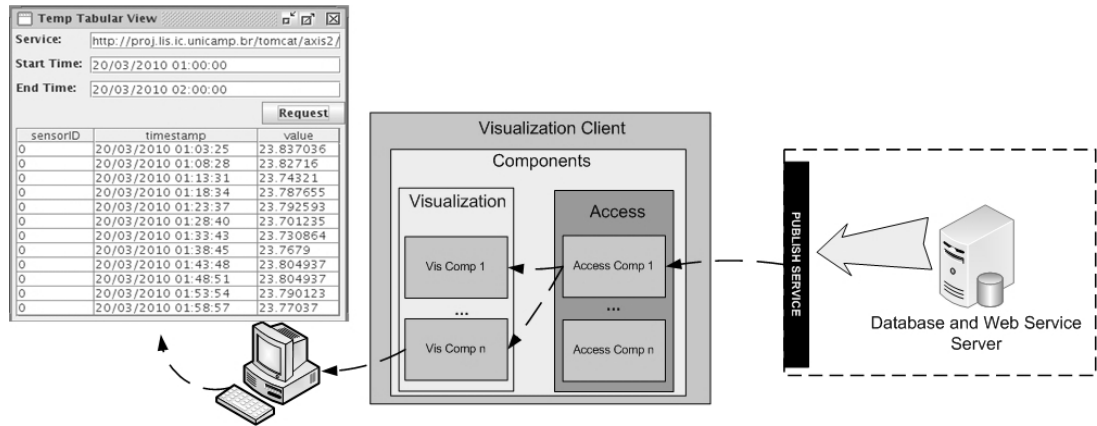 Temp Tabular View
Service: http://proj.lis.ic.unicamp.br/tomcat/axis2/
Start Time: 20/03/2010 01:00:00
End Time: 20/03/2010 02:00:00
Request
sensorID timestamp value
0 20/03/2010 01:03:25 23.837036
0 20/03/2010 01:08:28 23.82716
0 20/03/2010 01:13:31 23.74321
0 20/03/2010 01:18:34 23.787655
0 20/03/2010 01:23:37 23.792593
0 20/03/2010 01:28:40 23.701235
0 20/03/2010 01:33:43 23.730864
0 20/03/2010 01:38:45 23.7679
0 20/03/2010 01:43:48 23.804937
0 20/03/2010 01:48:51 23.804937
0 20/03/2010 01:53:54 23.790123
0 20/03/2010 01:58:57 23.77037
Visualization Client
Components
Visualization
Vis Comp 1
...
Vis Comp n
Access
Access Comp 1
...
Access Comp n
PUBLISH SERVICE
Database and Web Service
Server